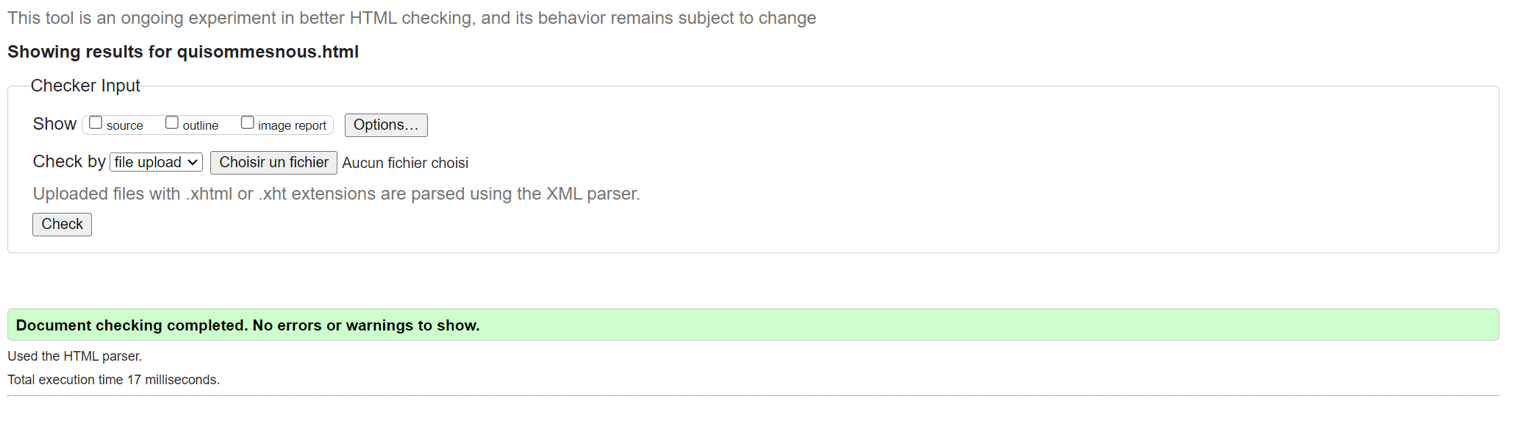 This tool is an ongoing experiment in better HTML checking, and its behavior remains subject to change
Showing results for quisommesnous.html
Checker Input
Show source outline image report Options…
Check by file upload Choisir un fichier Aucun fichier choisi
Uploaded files with .xhtml or .xht extensions are parsed using the XML parser.
Check
Document checking completed. No errors or warnings to show.
Used the HTML parser.
Total execution time 17 milliseconds.